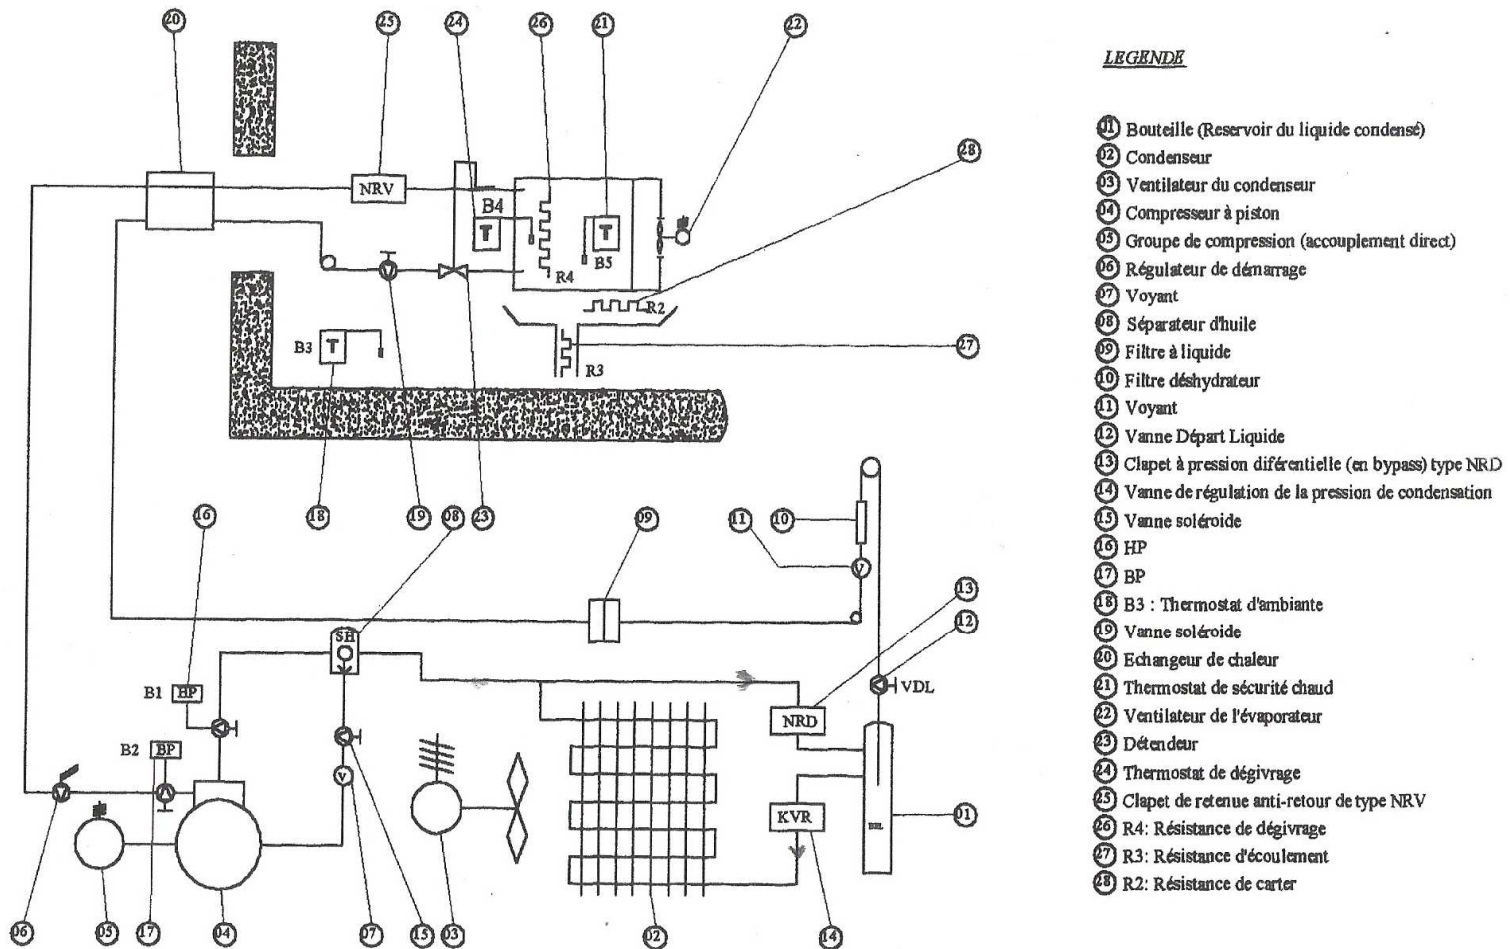 20
25
24
26
21
22
LEGENDE
01 Bouteille (Reservoir du liquide condensé)
02 Condenseur
03 Ventilateur du condenseur
04 Compresseur à piston
05 Groupe de compression (accouplement direct)
06 Régulateur de démarrage
07 Voyant
08 Séparateur d'huile
09 Filtre à liquide
10 Filtre déshydrateur
11 Voyant
12 Vanne Départ Liquide
13 Clapet à pression diférentielle (en bypass) type NRD
14 Vanne de régulation de la pression de condensation
15 Vanne soléroide
16 HP
17 BP
18 B3 : Thermostat d'ambiante
19 Vanne soléroide
20 Echangeur de chaleur
21 Thermostat de sécurité chaud
22 Ventilateur de l'évaporateur
23 Détendeur
24 Thermostat de dégivrage
25 Clapet de retenue anti-retour de type NRV
26 R4: Résistance de dégivrage
27 R3: Résistance d'écoulement
28 R2: Résistance de carter
28
NRV
B4
T
T
B5
R4
R2
B3
T
R3
27
16
18
19
08
23
09
11
10
V
13
12
SH
VDL
B1
HP
NRD
B2
BP
V
KVR
01
06
05
17
04
07
15
03
02
14